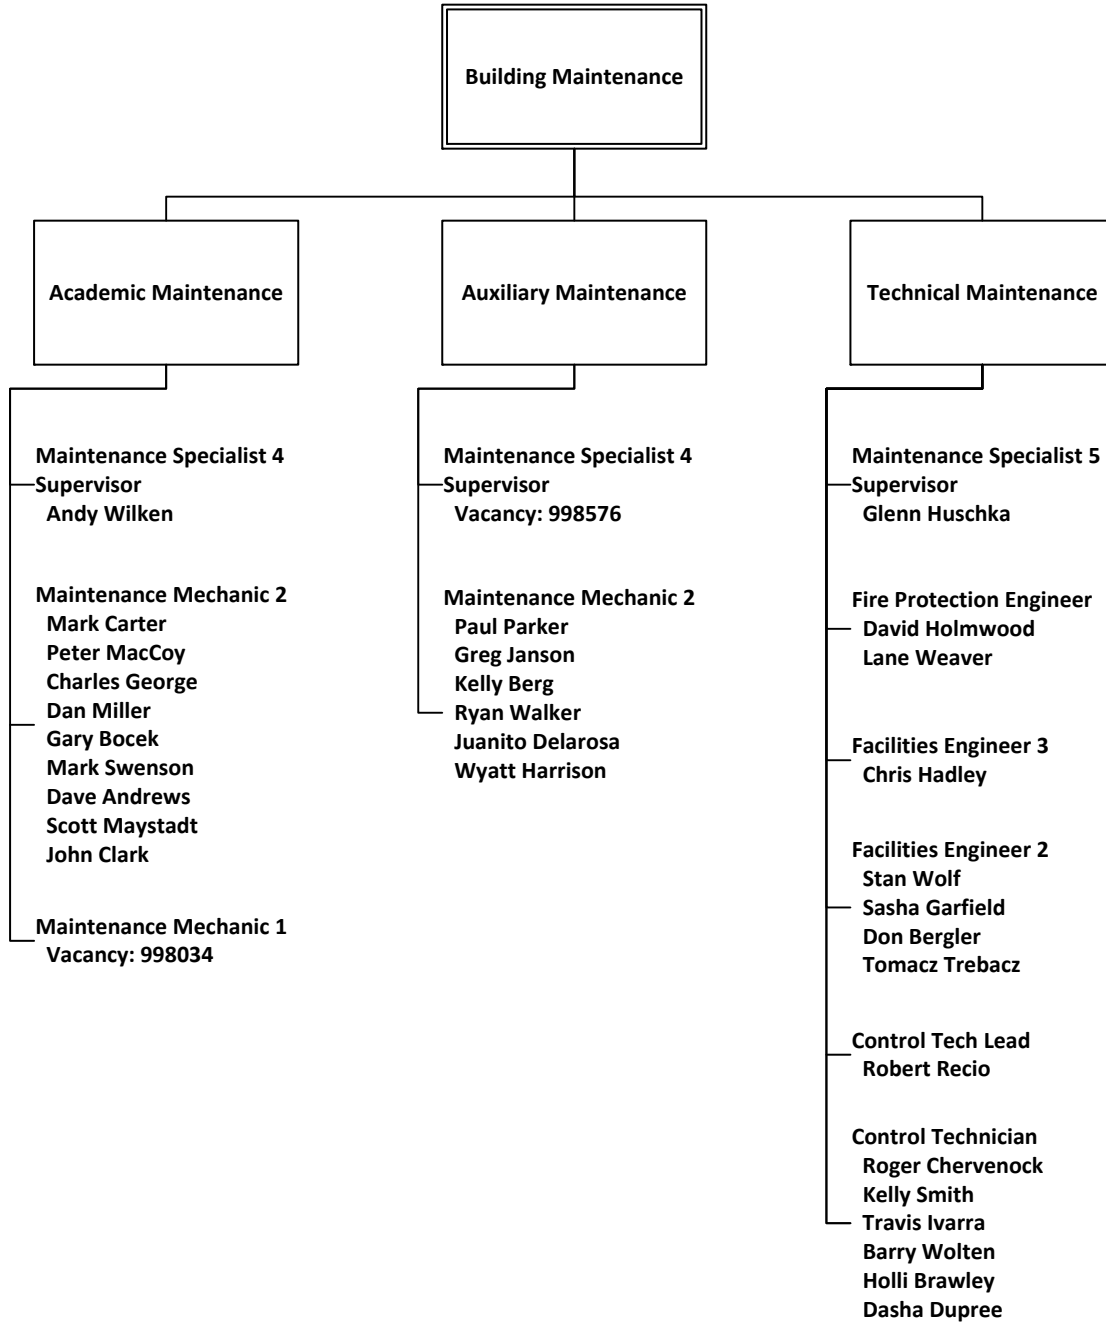 Building Maintenance
Academic Maintenance
Auxiliary Maintenance
Technical Maintenance
Maintenance Specialist 4
Supervisor
Andy Wilken
Maintenance Mechanic 2
Mark Carter
Peter MacCoy
Charles George
Dan Miller
Gary Bocek
Mark Swenson
Dave Andrews
Scott Maystadt
John Clark
Maintenance Mechanic 1
Vacancy: 998034
Maintenance Specialist 4
Supervisor
Vacancy: 998576
Maintenance Mechanic 2
Paul Parker
Greg Janson
Kelly Berg
Ryan Walker
Juanito Delarosa
Wyatt Harrison
Maintenance Specialist 5
Supervisor
Glenn Huschka
Fire Protection Engineer
David Holmwood
Lane Weaver
Facilities Engineer 3
Chris Hadley
Facilities Engineer 2
Stan Wolf
Sasha Garfield
Don Bergler
Tomacz Trebacz
Control Tech Lead
Robert Recio
Control Technician
Roger Chervenock
Kelly Smith
Travis Ivarra
Barry Wolten
Holli Brawley
Dasha Dupree